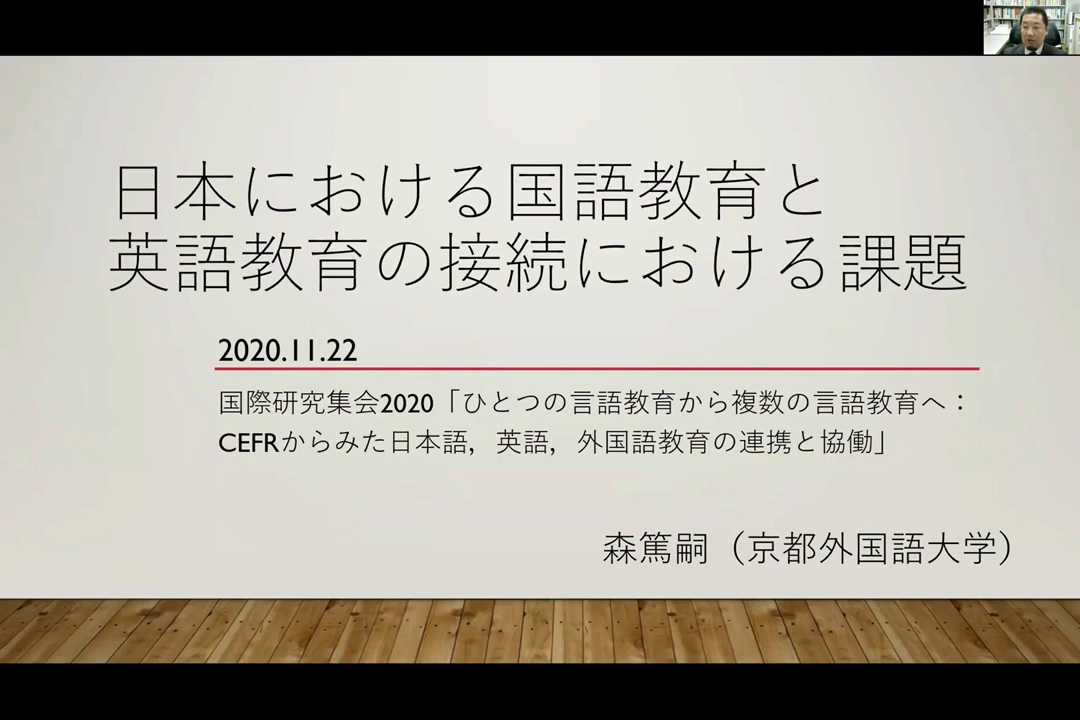 日本における国語教育と
英語教育の接続における課題
2020.11.22
国際研究集会2020「ひとつの言語教育から複数の言語教育へ：
CEFRからみた日本語，英語，外国語教育の連携と協働」
森篤嗣（京都外国語大学）